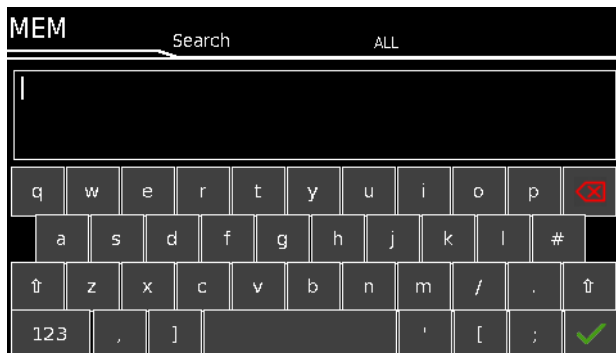 MEM
Search ALL
q w e r t y u i o p
a s d f g h j k l #
⇧ z x c v b n m / . ⇧
123 , ] ' [ ;